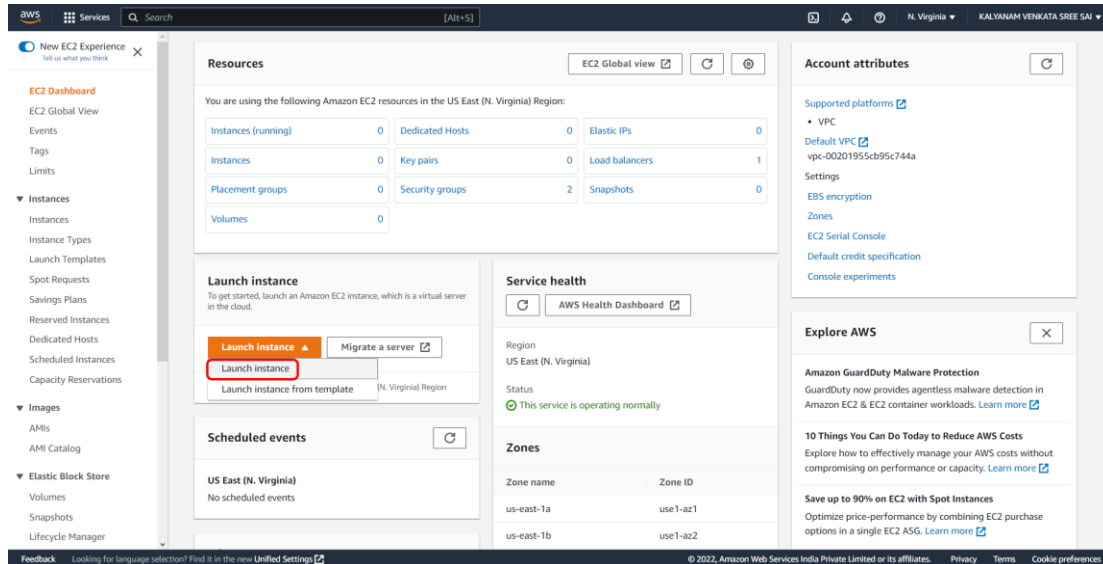 aws
Services
Search
[Alt+S]
N. Virginia
KALYANAM VENKATA SREE SAI
New EC2 Experience
Tell us what you think
EC2 Dashboard
EC2 Global View
Events
Tags
Limits
Instances
Instances
Instance Types
Launch Templates
Spot Requests
Savings Plans
Reserved Instances
Dedicated Hosts
Scheduled Instances
Capacity Reservations
Images
AMIs
AMI Catalog
Elastic Block Store
Volumes
Snapshots
Lifecycle Manager
Resources
EC2 Global view
You are using the following Amazon EC2 resources in the US East (N. Virginia) Region:
Instances (running) 0
Dedicated Hosts 0
Elastic IPs 0
Instances 0
Key pairs 0
Load balancers 1
Placement groups 0
Security groups 2
Snapshots 0
Volumes 0
Launch instance
To get started, launch an Amazon EC2 instance, which is a virtual server
in the cloud.
Launch instance
Migrate a server
Launch instance
Launch instance from template
(N. Virginia) Region
Scheduled events
US East (N. Virginia)
No scheduled events
Service health
AWS Health Dashboard
Region
US East (N. Virginia)
Status
This service is operating normally
Zones
Zone name Zone ID
us-east-1a use1-az1
us-east-1b use1-az2
Account attributes
Supported platforms
• VPC
Default VPC
vpc-00201955cb95c744a
Settings
EBS encryption
Zones
EC2 Serial Console
Default credit specification
Console experiments
Explore AWS
Amazon GuardDuty Malware Protection
GuardDuty now provides agentless malware detection in
Amazon EC2 & EC2 container workloads. Learn more
10 Things You Can Do Today to Reduce AWS Costs
Explore how to effectively manage your AWS costs without
compromising on performance or capacity. Learn more
Save up to 90% on EC2 with Spot Instances
Optimize price-performance by combining EC2 purchase
options in a single EC2 ASG. Learn more
Feedback
Looking for language selection? Find it in the new Unified Settings
© 2022, Amazon Web Services India Private Limited or its affiliates.
Privacy
Terms
Cookie preferences